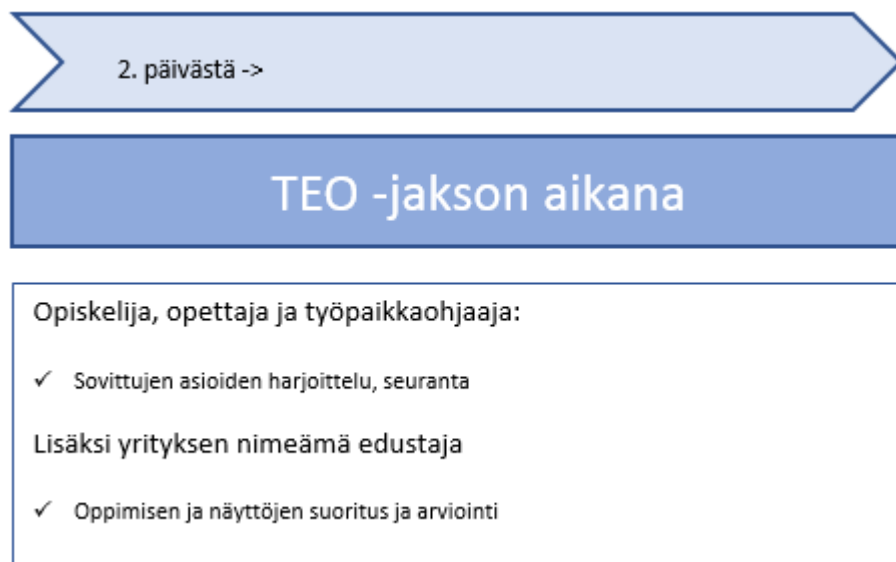 2. päivästä ->
TEO -jakson aikana
Opiskelija, opettaja ja työpaikkaohjaaja:
✓ Sovittujen asioiden harjoittelu, seuranta
Lisäksi yrityksen nimeämä edustaja
✓ Oppimisen ja näyttöjen suoritus ja arviointi